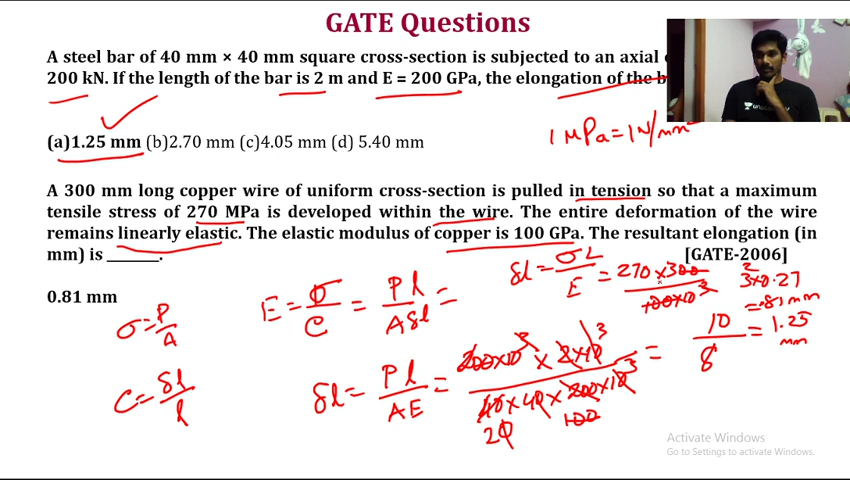 GATE Questions
A steel bar of 40 mm × 40 mm square cross-section is subjected to an axial
200 kN. If the length of the bar is 2 m and E = 200 GPa, the elongation of the
1 MPa = 1 N/mm²
(a)1.25 mm (b)2.70 mm (c)4.05 mm (d) 5.40 mm
A 300 mm long copper wire of uniform cross-section is pulled in tension so that a maximum
tensile stress of 270 MPa is developed within the wire. The entire deformation of the wire
remains linearly elastic. The elastic modulus of copper is 100 GPa. The resultant elongation (in
mm) is ______. [GATE-2006]
0.81 mm
σ = P/A
E = σ/e = Pl/Aδl =
δl = σL/E = 270 × 300/100×10³
3×0.27
= .81 mm
e = δl/l
δl = Pl/AE = 200×10³ × 2×10³/40 × 40 × 200×10³ = 10/8 = 1.25 mm
20 100
Activate Windows
Go to Settings to activate Windows.